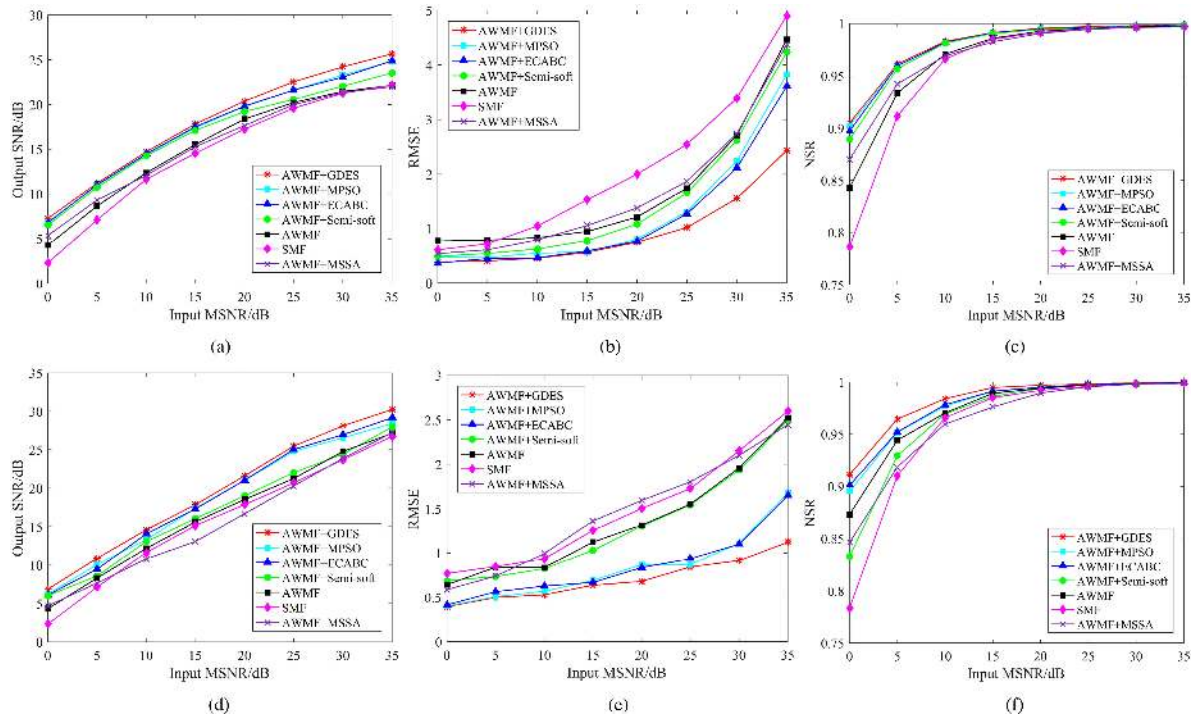 30
25
20
15
10
5
0
Output SNR/dB
AWMF-GDES
AWMF-MPSO
AWMF-ECABC
AWMF-Semi-soft
AWMF
SMF
AWMF-MSSA
0 5 10 15 20 25 30 35
Input MSNR/dB
(a)
5
4
3
2
1
0
RMSE
AWMF+GDES
AWMF+MPSO
AWMF+ECABC
AWMF+Semi-soft
AWMF
SMF
AWMF+MSSA
0 5 10 15 20 25 30 35
Input MSNR/dB
(b)
1
0.95
0.9
0.85
0.8
0.75
NSR
AWMF-GDES
AWMF+MPSO
AWMF+ECABC
AWMF+Semi-soft
AWMF
SMF
AWMF+MSSA
0 5 10 15 20 25 30 35
Input MSNR/dB
(c)
35
30
25
20
15
10
5
0
Output SNR/dB
AWMF-GDES
AWMF-MPSO
AWMF-ECABC
AWMF-Semi-soft
AWMF
SMF
AWMF-MSSA
0 5 10 15 20 25 30 35
Input MSNR/dB
(d)
3
2.5
2
1.5
1
0.5
0
RMSE
AWMF+GDES
AWMF+MPSO
AWMF+ECABC
AWMF+Semi-soft
AWMF
SMF
AWMF+MSSA
0 5 10 15 20 25 30 35
Input MSNR/dB
(e)
1
0.95
0.9
0.85
0.8
0.75
NSR
AWMF+GDES
AWMF+MPSO
AWMF+ECABC
AWMF+Semi-soft
AWMF
SMF
AWMF+MSSA
0 5 10 15 20 25 30 35
Input MSNR/dB
(f)